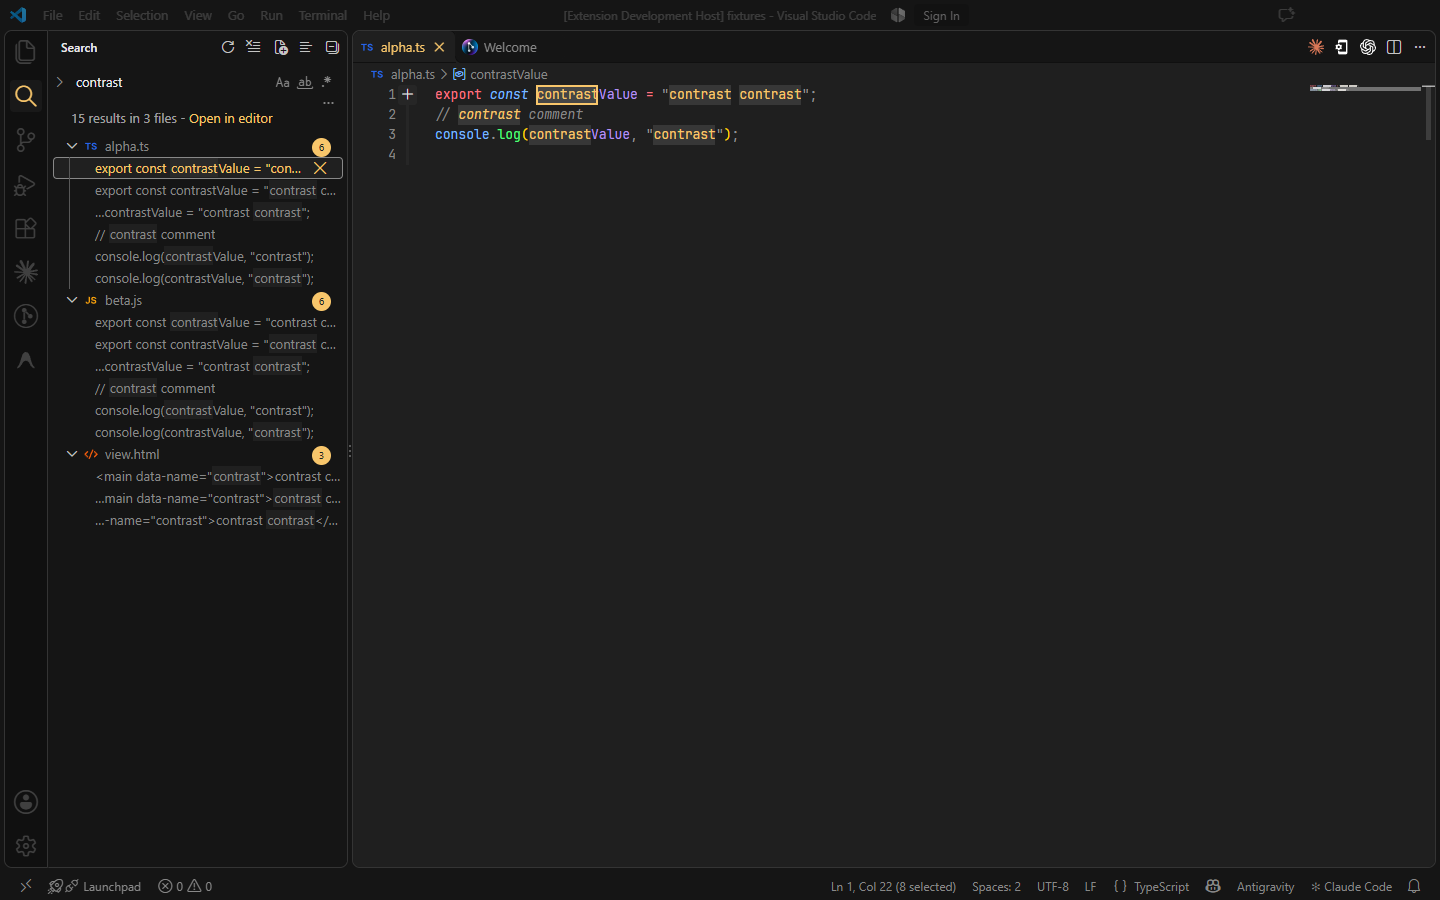 File Edit Selection View Go Run Terminal Help
[Extension Development Host] fixtures - Visual Studio Code
Sign In
Search
contrast
Aa ab .*
15 results in 3 files - Open in editor
TS alpha.ts 6
export const contrastValue = "con...
export const contrastValue = "contrast c...
...contrastValue = "contrast contrast";
// contrast comment
console.log(contrastValue, "contrast");
console.log(contrastValue, "contrast");
JS beta.js 6
export const contrastValue = "contrast c...
export const contrastValue = "contrast c...
...contrastValue = "contrast contrast";
// contrast comment
console.log(contrastValue, "contrast");
console.log(contrastValue, "contrast");
view.html 3
<main data-name="contrast">contrast c...
...main data-name="contrast">contrast c...
...-name="contrast">contrast contrast</...
TS alpha.ts
Welcome
TS alpha.ts > contrastValue
1 export const contrastValue = "contrast contrast";
2 // contrast comment
3 console.log(contrastValue, "contrast");
4
Launchpad 0 0
Ln 1, Col 22 (8 selected) Spaces: 2 UTF-8 LF { } TypeScript Antigravity Claude Code